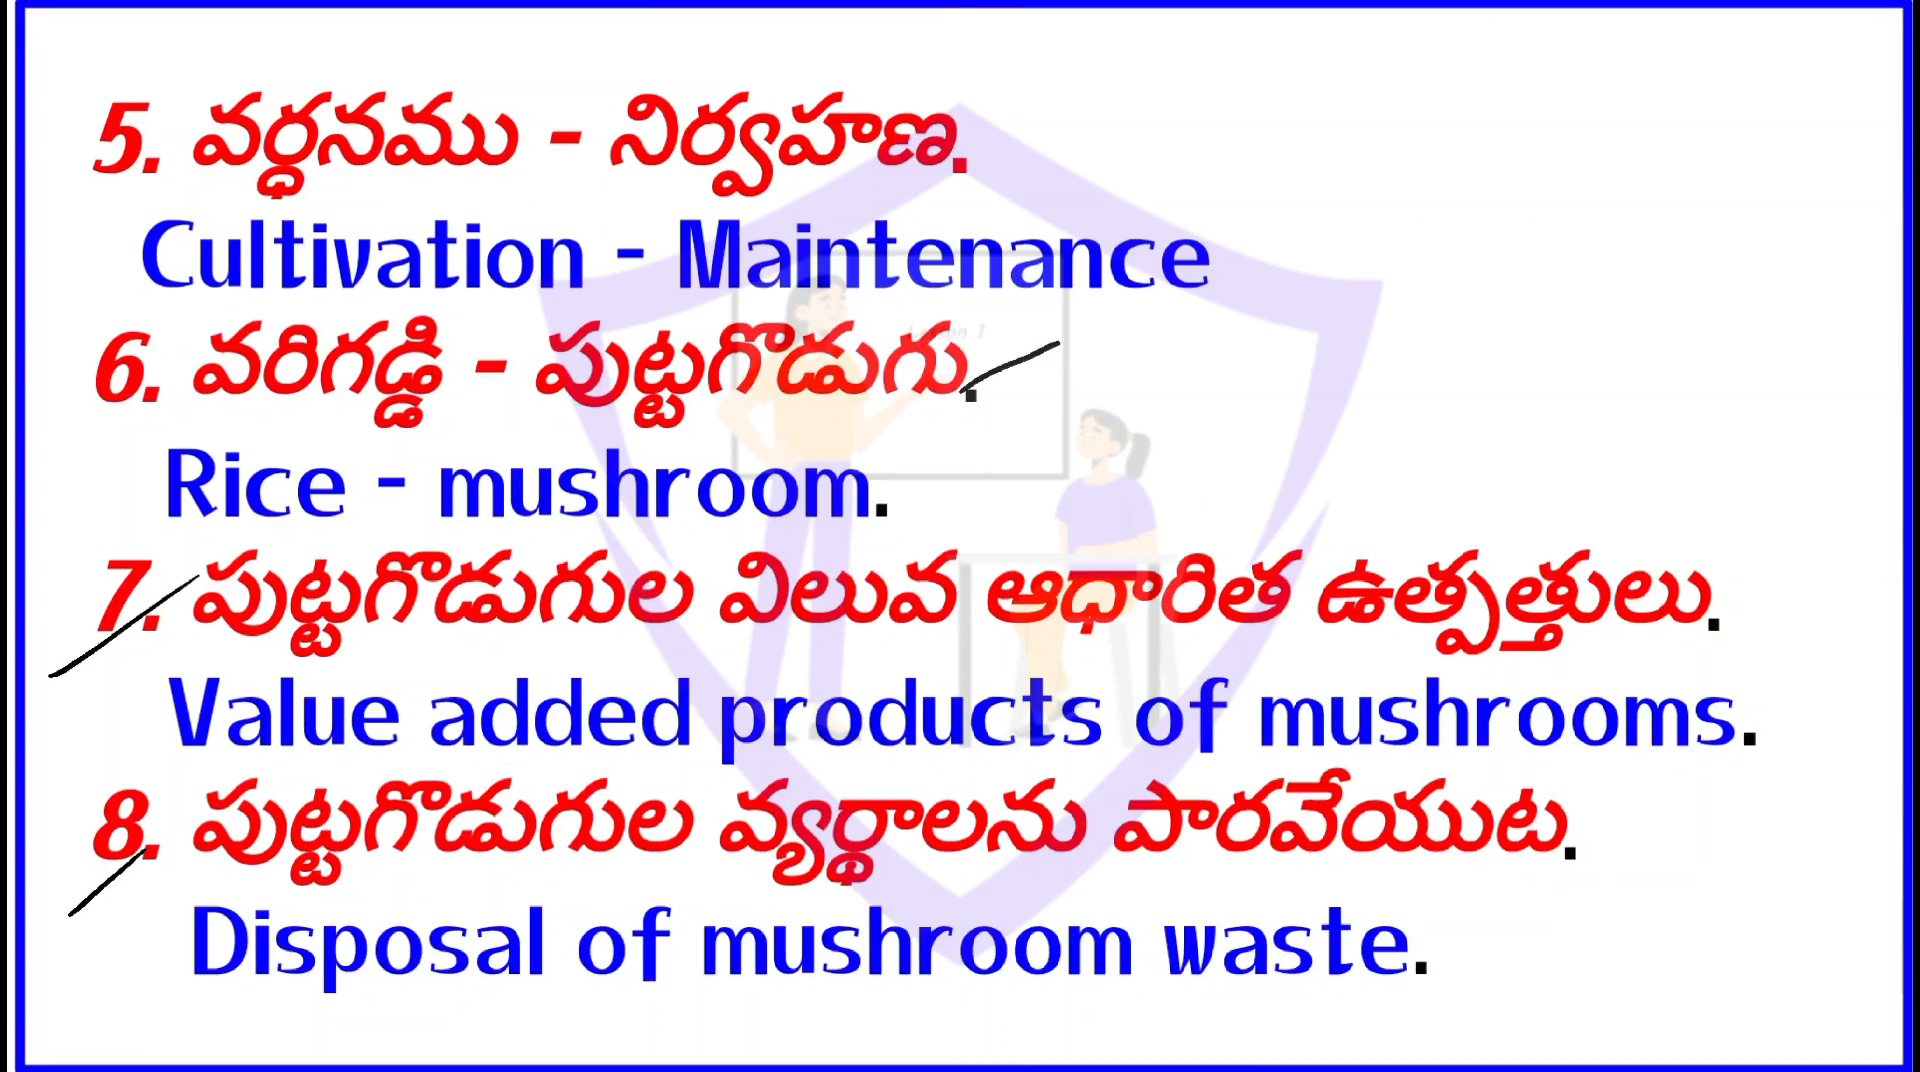 5. వర్ధనము - నిర్వహణ.
Cultivation - Maintenance
6. వరిగడ్డి - పుట్టగొడుగు.
Rice - mushroom.
7. పుట్టగొడుగుల విలువ ఆధారిత ఉత్పత్తులు.
Value added products of mushrooms.
8. పుట్టగొడుగుల వ్యర్థాలను పారవేయుట.
Disposal of mushroom waste.